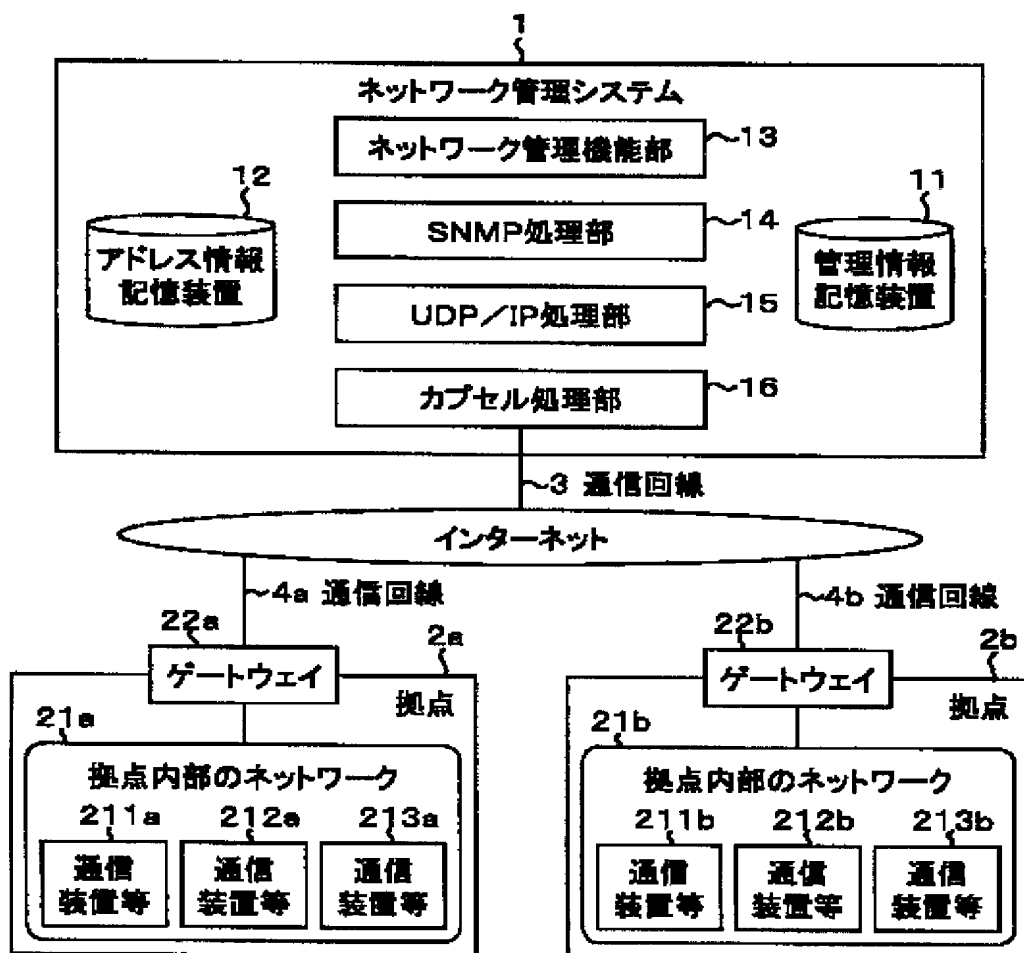 1
ネットワーク管理システム
ネットワーク管理機能部
13
12
アドレス情報
記憶装置
SNMP処理部
14
11
管理情報
記憶装置
UDP/IP処理部
15
カプセル処理部
16
3 通信回線
インターネット
4a 通信回線
4b 通信回線
22a
ゲートウェイ
2a
拠点
22b
ゲートウェイ
2b
拠点
21a
拠点内部のネットワーク
211a 212a 213a
通信
装置等
通信
装置等
通信
装置等
21b
拠点内部のネットワーク
211b 212b 213b
通信
装置等
通信
装置等
通信
装置等